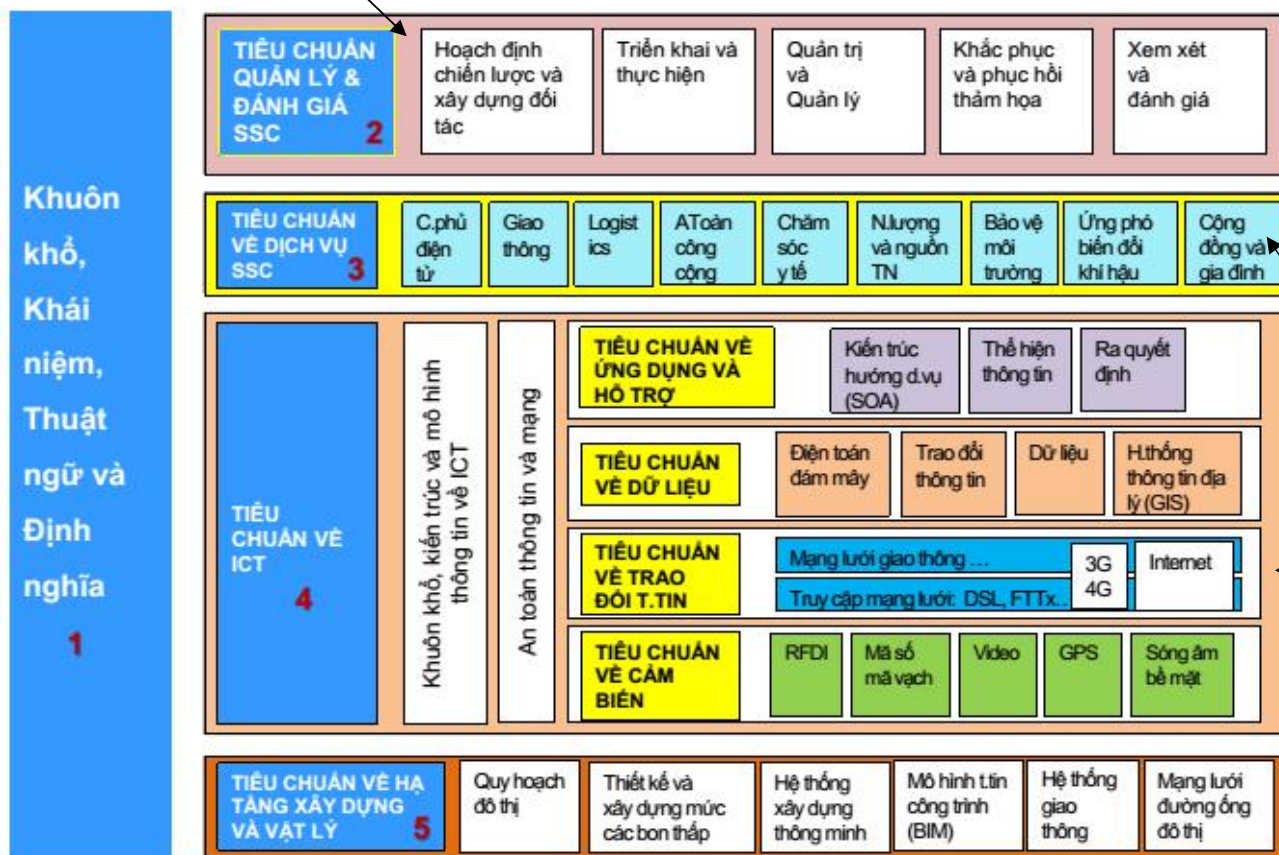 Khuôn
khổ,
Khái
niệm,
Thuật
ngữ và
Định
nghĩa
1
TIÊU CHUẨN
QUẢN LÝ &
ĐÁNH GIÁ
SSC 2
Hoạch định
chiến lược và
xây dựng đối
tác
Triển khai và
thực hiện
Quản trị
và
Quản lý
Khắc phục
và phục hồi
thảm họa
Xem xét
và
đánh giá
TIÊU CHUẨN
VỀ DỊCH VỤ
SSC 3
C.phủ
điện
tử
Giao
thông
Logist
ics
AToàn
công
cộng
Chăm
sóc
y tế
N.lượng
và nguồn
TN
Bảo vệ
môi
trường
Ứng phó
biến đổi
khí hậu
Cộng
đồng và
gia đình
TIÊU
CHUẨN VỀ
ICT
4
Khuôn khổ, kiến trúc và mô hình
thông tin về ICT
An toàn thông tin và mạng
TIÊU CHUẨN VỀ
ỨNG DỤNG VÀ
HỖ TRỢ
Kiến trúc
hướng d.vụ
(SOA)
Thể hiện
thông tin
Ra quyết
định
TIÊU CHUẨN
VỀ DỮ LIỆU
Điện toán
đám mây
Trao đổi
thông tin
Dữ liệu
H.thống
thông tin địa
lý (GIS)
TIÊU CHUẨN
VỀ TRAO
ĐỔI T.TIN
Mạng lưới giao thông ...
Truy cập mạng lưới: DSL, FTTx..
3G
4G
Internet
TIÊU CHUẨN
VỀ CẢM
BIẾN
RFDI
Mã số
mã vạch
Video
GPS
Sóng âm
bề mặt
TIÊU CHUẨN VỀ HẠ
TẦNG XÂY DỰNG
VÀ VẬT LÝ 5
Quy hoạch
đô thị
Thiết kế và
xây dựng mức
các bon thấp
Hệ thống
xây dựng
thông minh
Mô hình t.tin
công trình
(BIM)
Hệ thống
giao
thông
Mạng lưới
đường ống
đô thị